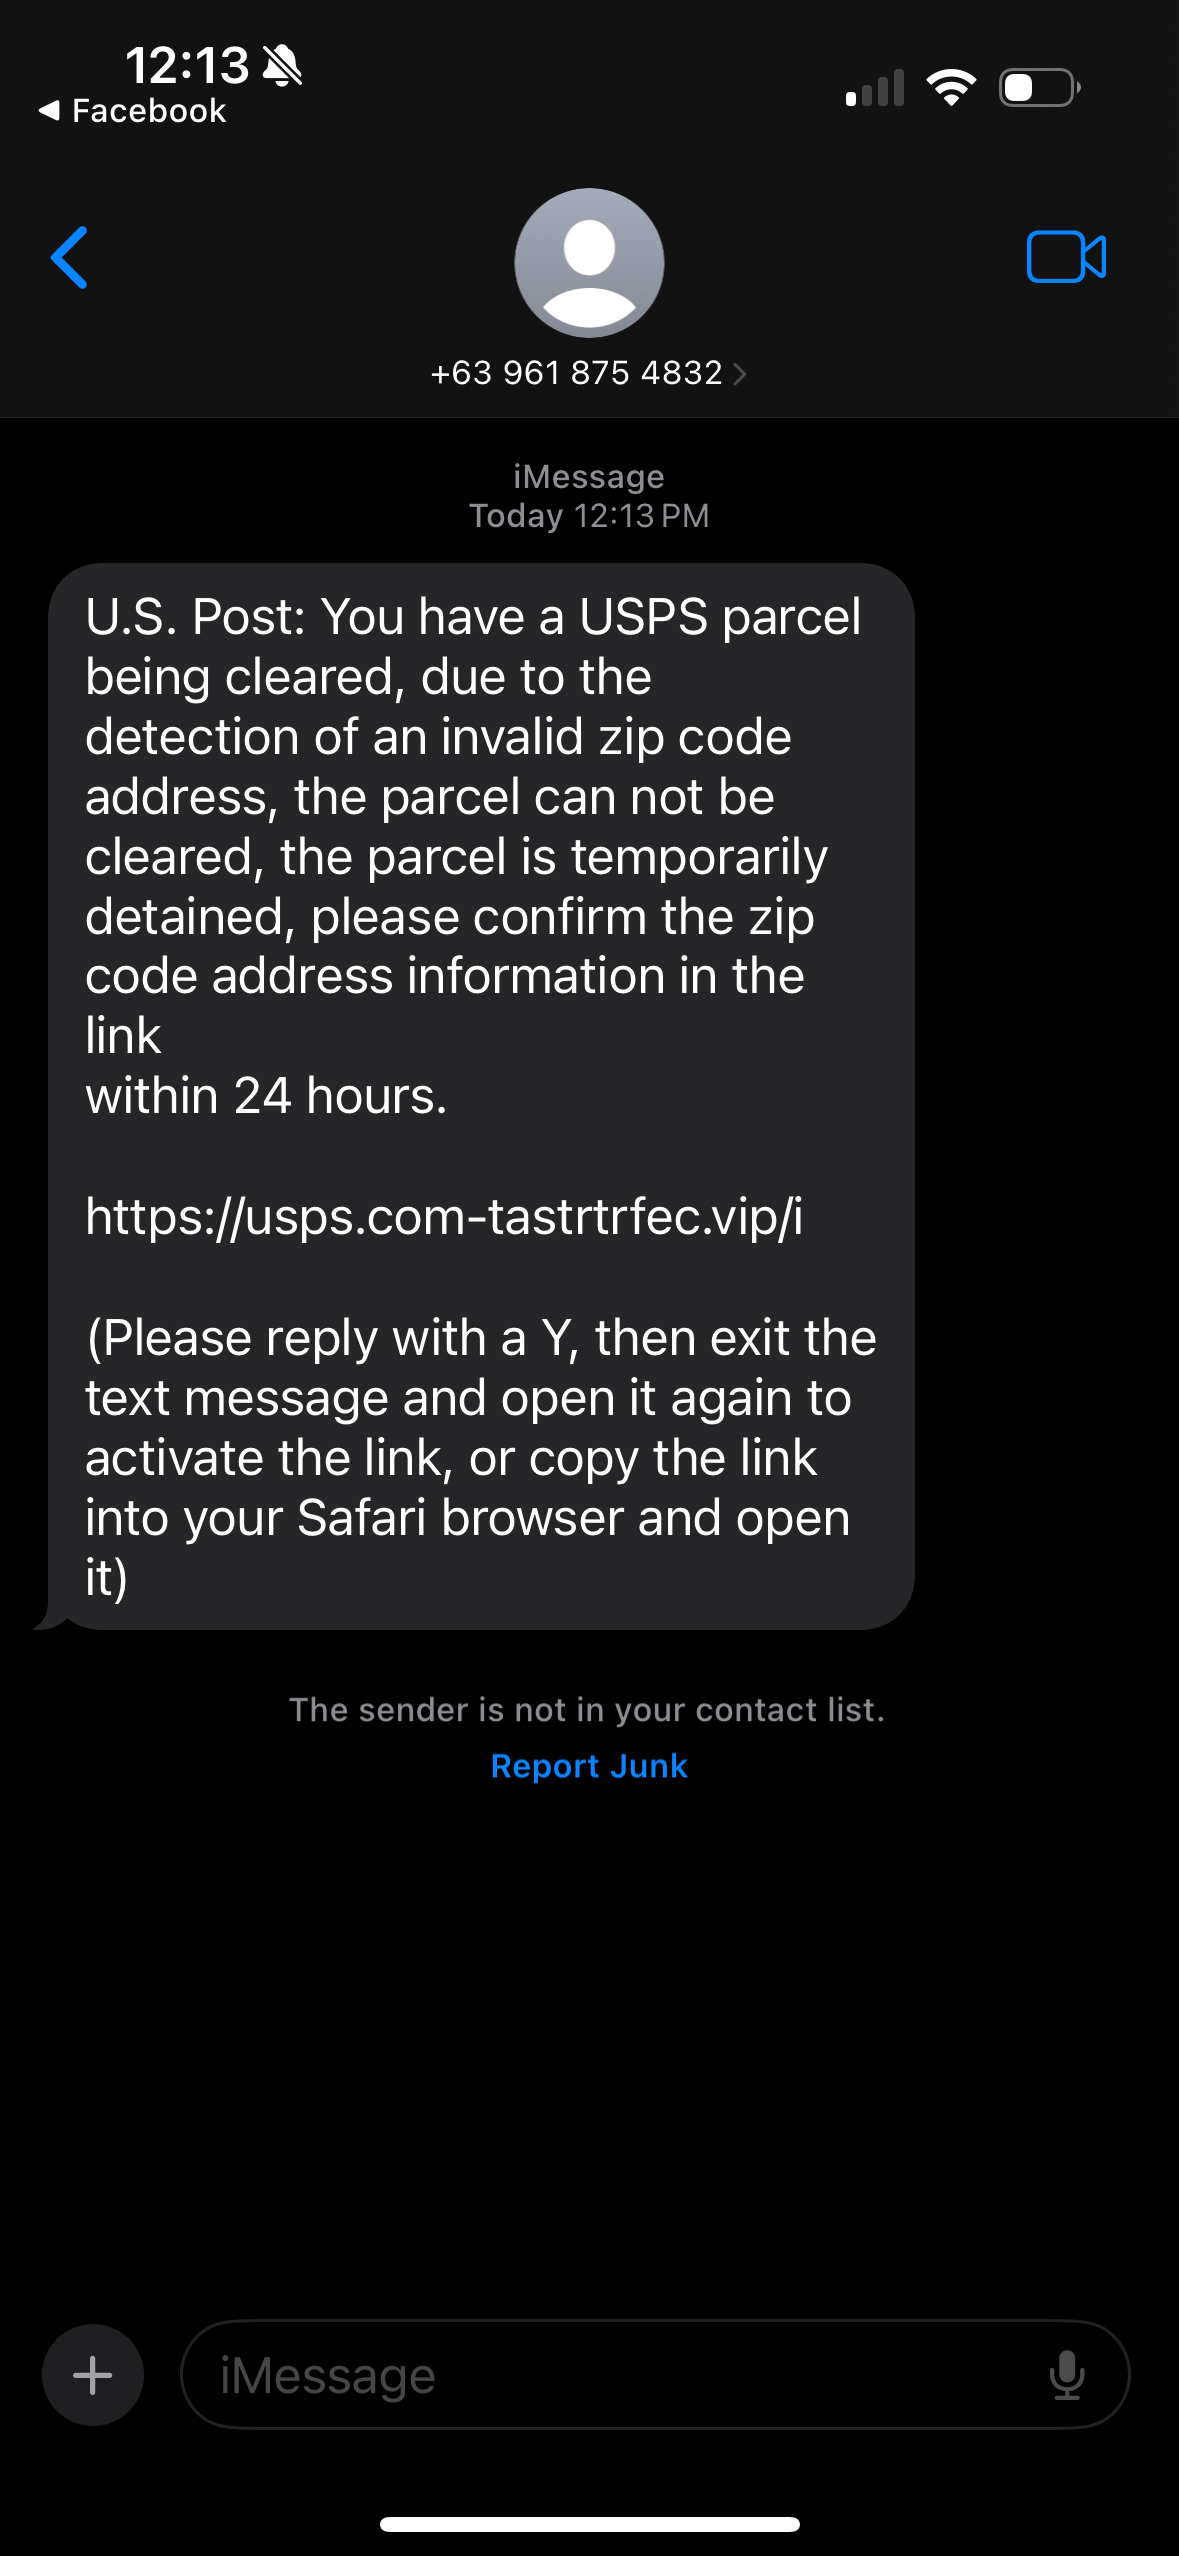 12:13
Facebook
+63 961 875 4832
iMessage
Today 12:13 PM
U.S. Post: You have a USPS parcel
being cleared, due to the
detection of an invalid zip code
address, the parcel can not be
cleared, the parcel is temporarily
detained, please confirm the zip
code address information in the
link
within 24 hours.
https://usps.com-tastrtrfec.vip/i
(Please reply with a Y, then exit the
text message and open it again to
activate the link, or copy the link
into your Safari browser and open
it)
The sender is not in your contact list.
Report Junk
iMessage